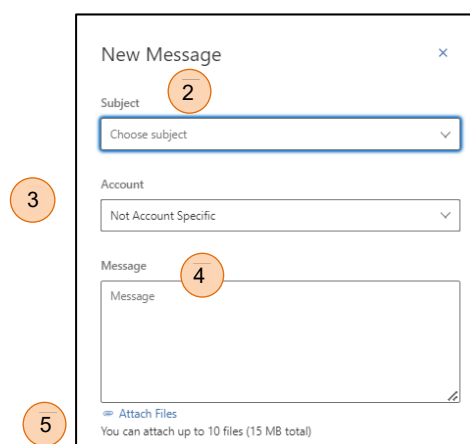 New Message ×
2
Subject
Choose subject
3
Account
Not Account Specific
4
Message
Message
5
Attach Files
You can attach up to 10 files (15 MB total)